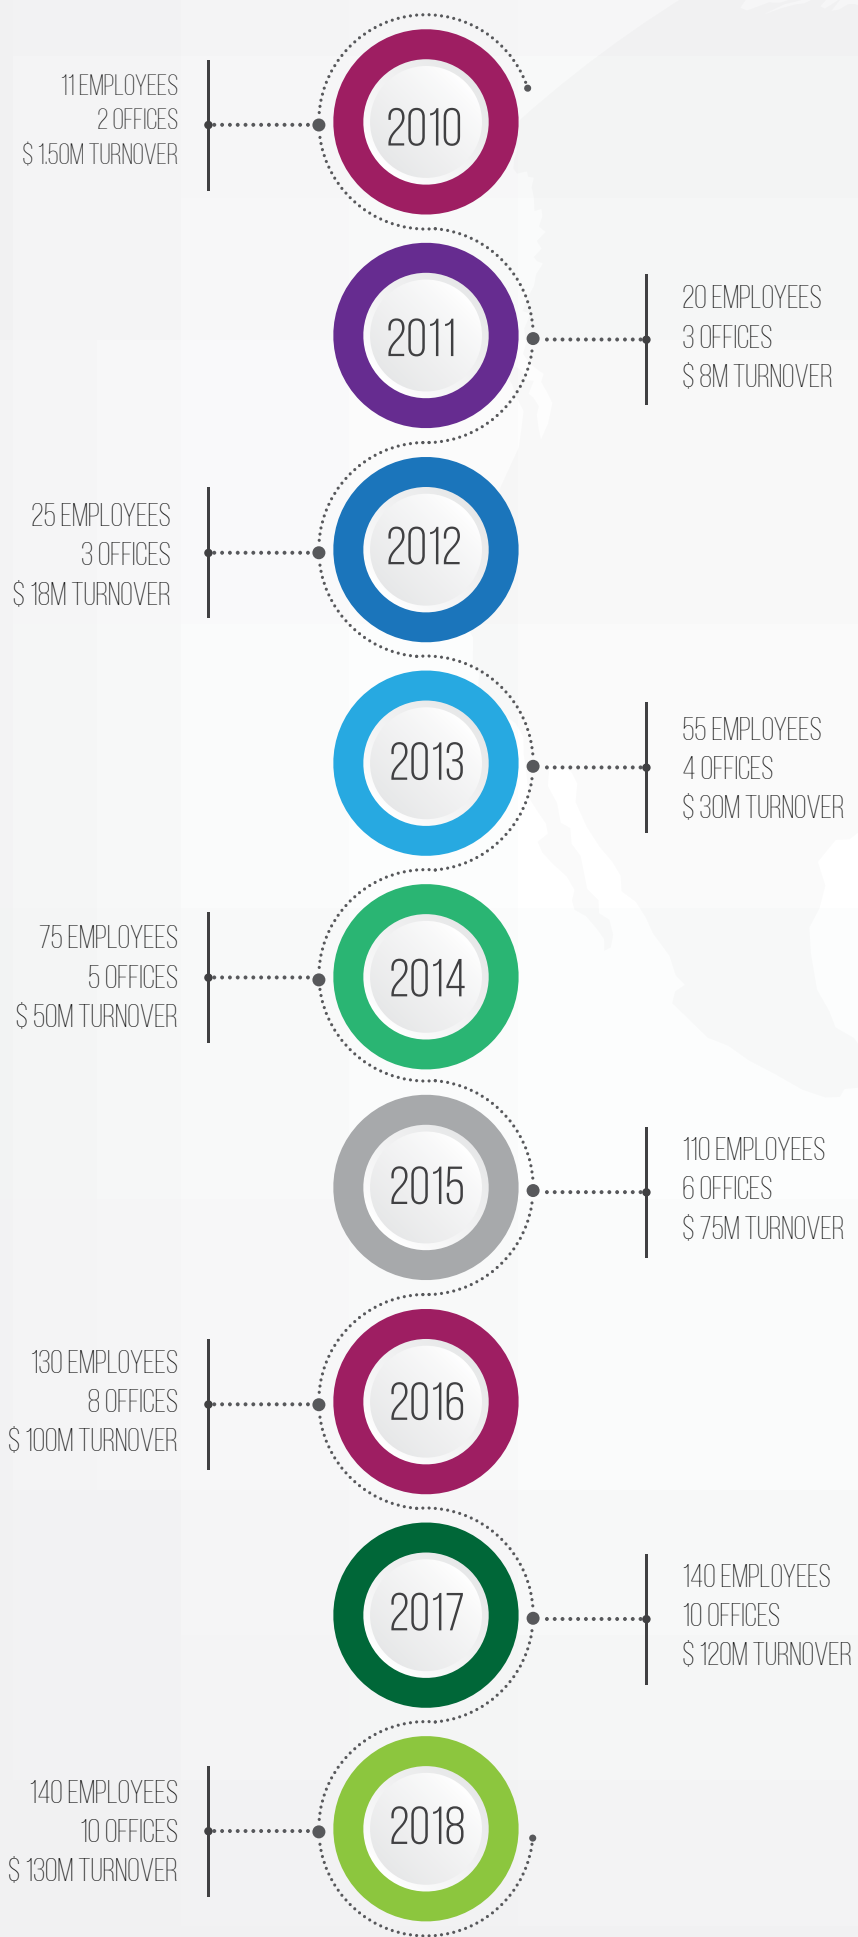 2010
11 EMPLOYEES
2 OFFICES
$ 1.50M TURNOVER
2011
20 EMPLOYEES
3 OFFICES
$ 8M TURNOVER
2012
25 EMPLOYEES
3 OFFICES
$ 18M TURNOVER
2013
55 EMPLOYEES
4 OFFICES
$ 30M TURNOVER
2014
75 EMPLOYEES
5 OFFICES
$ 50M TURNOVER
2015
110 EMPLOYEES
6 OFFICES
$ 75M TURNOVER
2016
130 EMPLOYEES
8 OFFICES
$ 100M TURNOVER
2017
140 EMPLOYEES
10 OFFICES
$ 120M TURNOVER
2018
140 EMPLOYEES
10 OFFICES
$ 130M TURNOVER